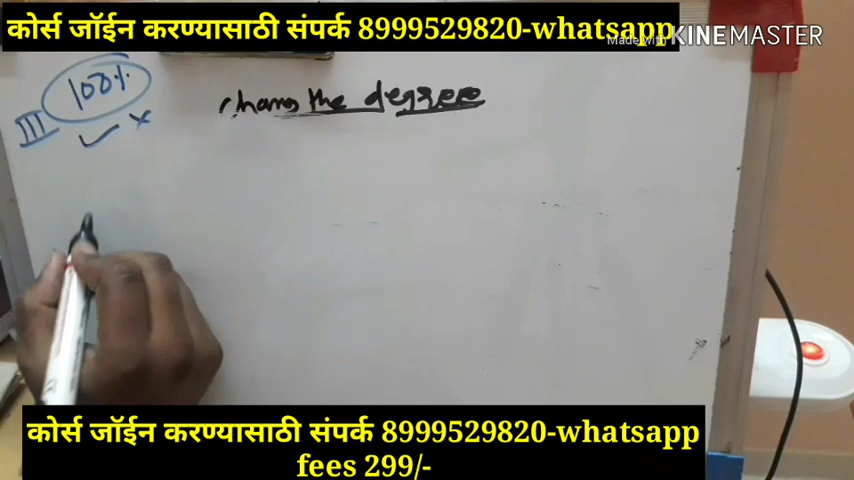 कोर्स जॉईन करण्यासाठी संपर्क 8999529820-whatsapp
Made with KINEMASTER
100%
III
Chang the degree
कोर्स जॉईन करण्यासाठी संपर्क 8999529820-whatsapp
fees 299/-